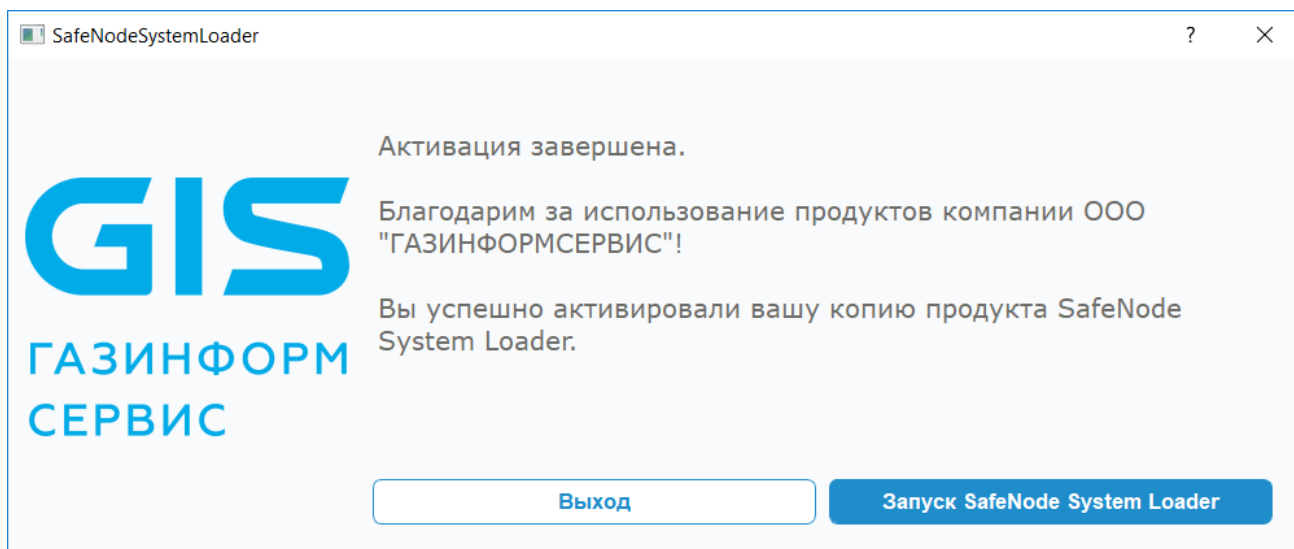 SafeNodeSystemLoader
?
Активация завершена.
Благодарим за использование продуктов компании ООО
"ГАЗИНФОРМСЕРВИС"!
Вы успешно активировали вашу копию продукта SafeNode
System Loader.
GIS
ГАЗИНФОРМ
СЕРВИС
Выход
Запуск SafeNode System Loader